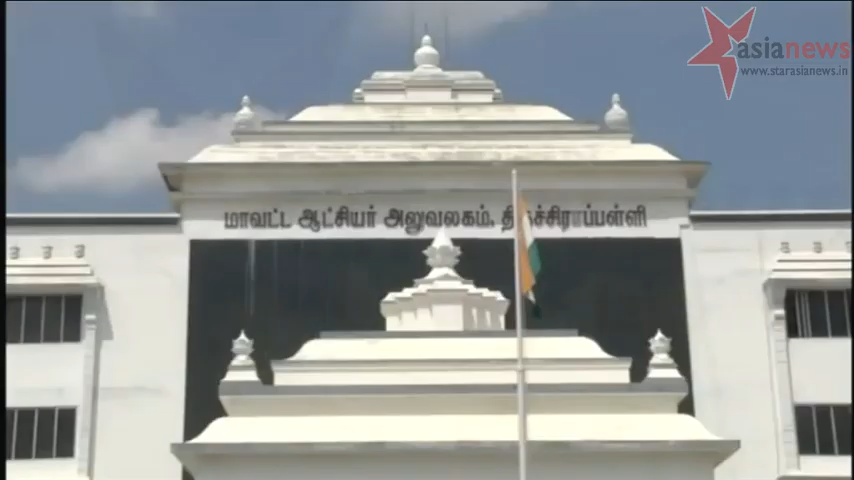 asianews
www.starasianews.in
மாவட்ட ஆட்சியர் அலுவலகம், திருச்சிராப்பள்ளி